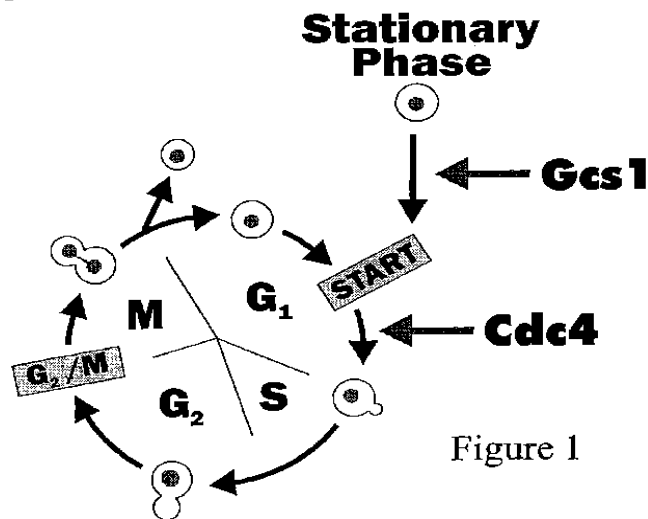 Stationary
Phase
Gcs1
START
G₁
M
Cdc4
G₂/M
G₂
S
Figure 1